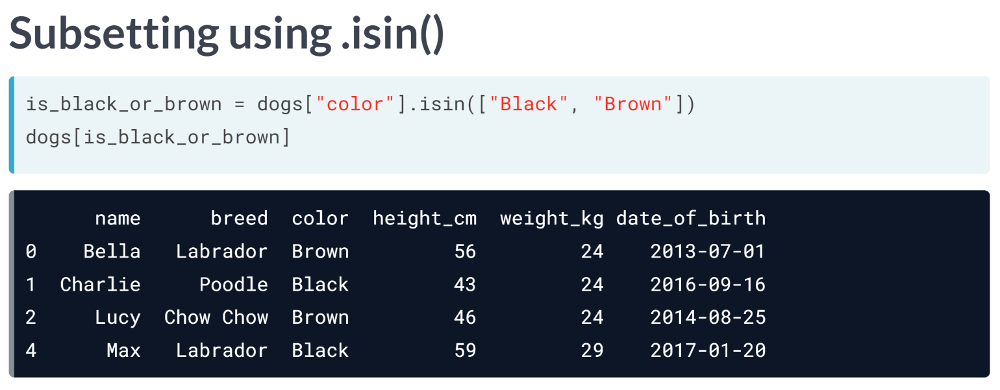 Subsetting using .isin()
is_black_or_brown = dogs["color"].isin(["Black", "Brown"])
dogs[is_black_or_brown]
      name      breed  color  height_cm  weight_kg date_of_birth
0    Bella   Labrador  Brown         56         24    2013-07-01
1  Charlie     Poodle  Black         43         24    2016-09-16
2     Lucy  Chow Chow  Brown         46         24    2014-08-25
4      Max   Labrador  Black         59         29    2017-01-20